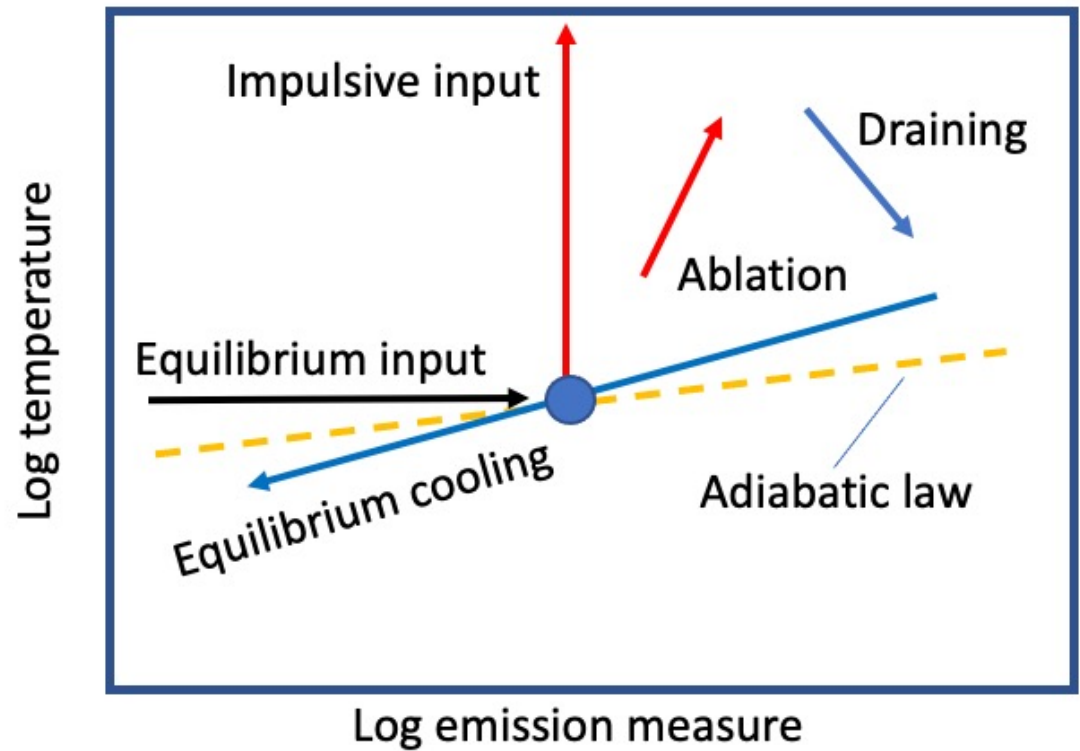 Impulsive input
Draining
Ablation
Equilibrium input
Equilibrium cooling
Adiabatic law
Log temperature
Log emission measure